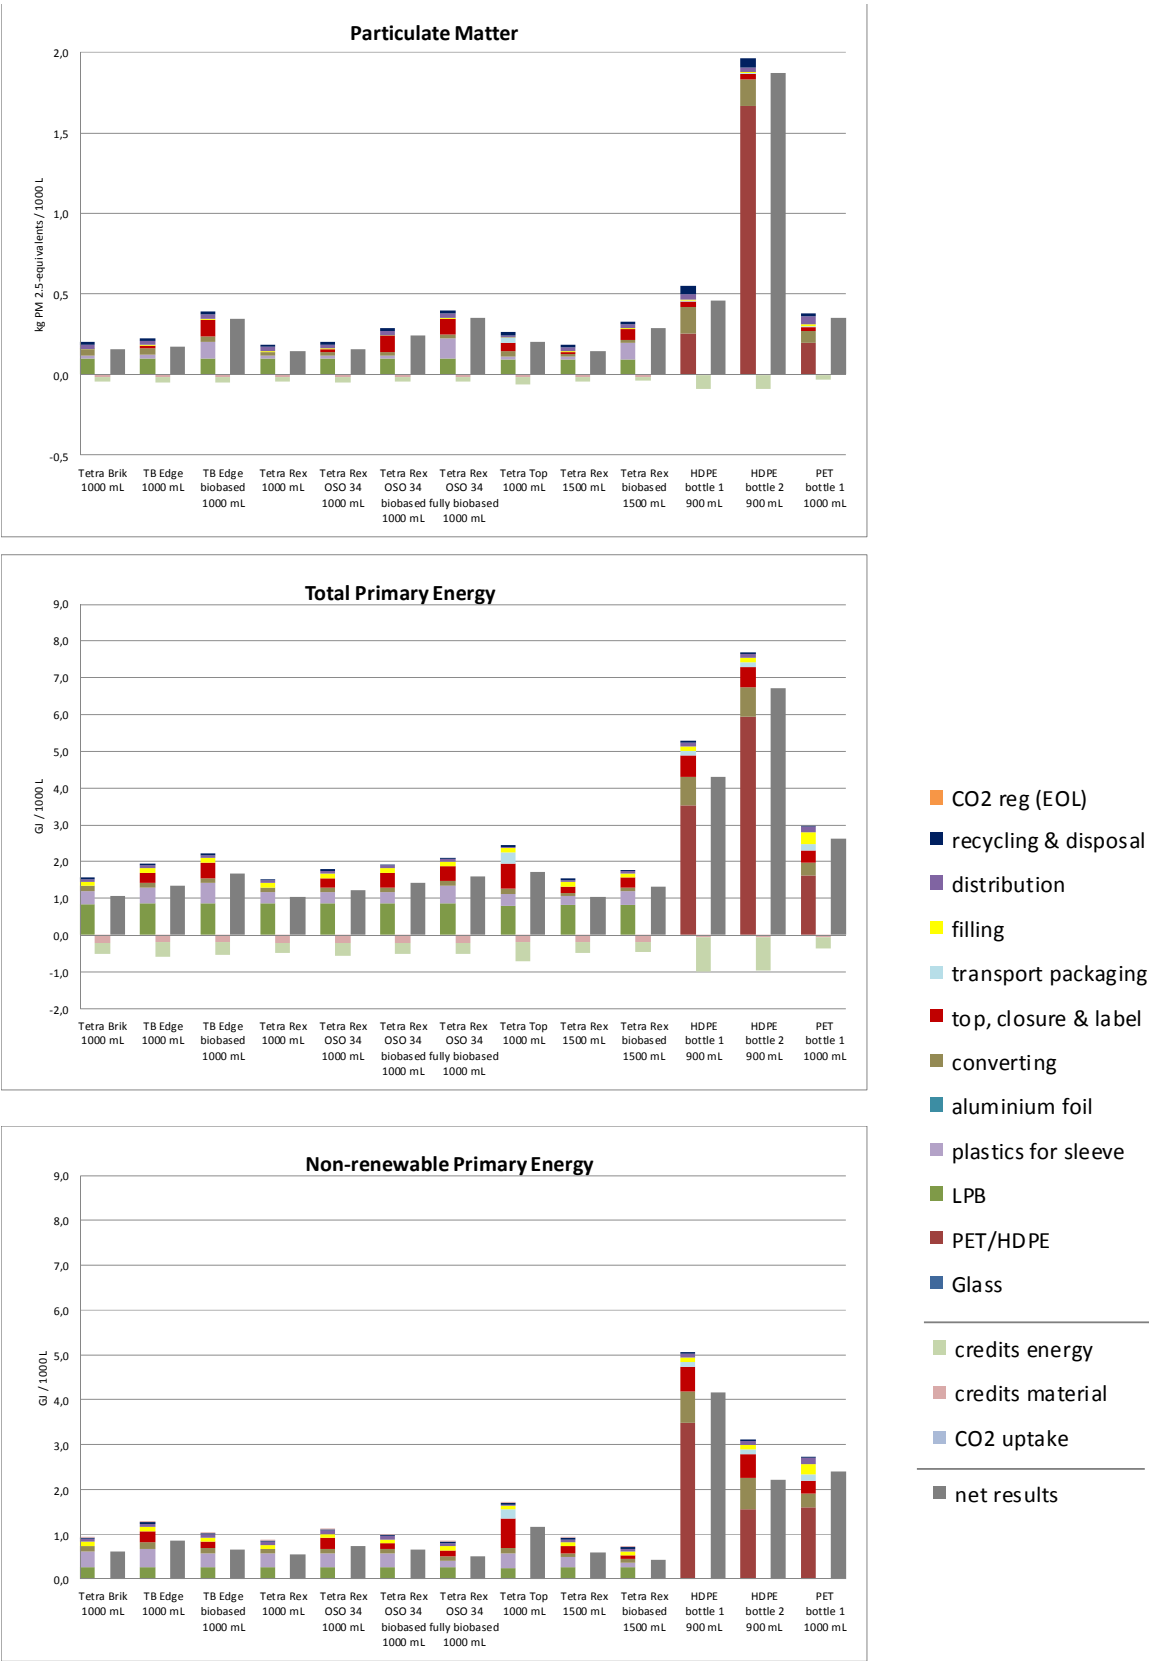 Particulate Matter
2,0
1,5
1,0
0,5
0,0
-0,5
kg PM 2.5-equivalents / 1000 L
Tetra Brik TB Edge TB Edge Tetra Rex Tetra Rex Tetra Rex Tetra Rex Tetra Top Tetra Rex Tetra Rex HDPE HDPE PET
1000 mL 1000 mL biobased 1000 mL OSO 34 OSO 34 OSO 34 1000 mL 1500 mL biobased bottle 1 bottle 2 bottle 1
1000 mL 1000 mL biobased fully biobased 1500 mL 900 mL 900 mL 1000 mL
1000 mL 1000 mL
Total Primary Energy
9,0
8,0
7,0
6,0
5,0
4,0
3,0
2,0
1,0
0,0
-1,0
-2,0
GJ / 1000 L
Tetra Brik TB Edge TB Edge Tetra Rex Tetra Rex Tetra Rex Tetra Rex Tetra Top Tetra Rex Tetra Rex HDPE HDPE PET
1000 mL 1000 mL biobased 1000 mL OSO 34 OSO 34 OSO 34 1000 mL 1500 mL biobased bottle 1 bottle 2 bottle 1
1000 mL 1000 mL biobased fully biobased 1500 mL 900 mL 900 mL 1000 mL
1000 mL 1000 mL
Non-renewable Primary Energy
9,0
8,0
7,0
6,0
5,0
4,0
3,0
2,0
1,0
0,0
GJ / 1000 L
Tetra Brik TB Edge TB Edge Tetra Rex Tetra Rex Tetra Rex Tetra Rex Tetra Top Tetra Rex Tetra Rex HDPE HDPE PET
1000 mL 1000 mL biobased 1000 mL OSO 34 OSO 34 OSO 34 1000 mL 1500 mL biobased bottle 1 bottle 2 bottle 1
1000 mL 1000 mL biobased fully biobased 1500 mL 900 mL 900 mL 1000 mL
1000 mL 1000 mL
CO2 reg (EOL)
recycling & disposal
distribution
filling
transport packaging
top, closure & label
converting
aluminium foil
plastics for sleeve
LPB
PET/HDPE
Glass
credits energy
credits material
CO2 uptake
net results